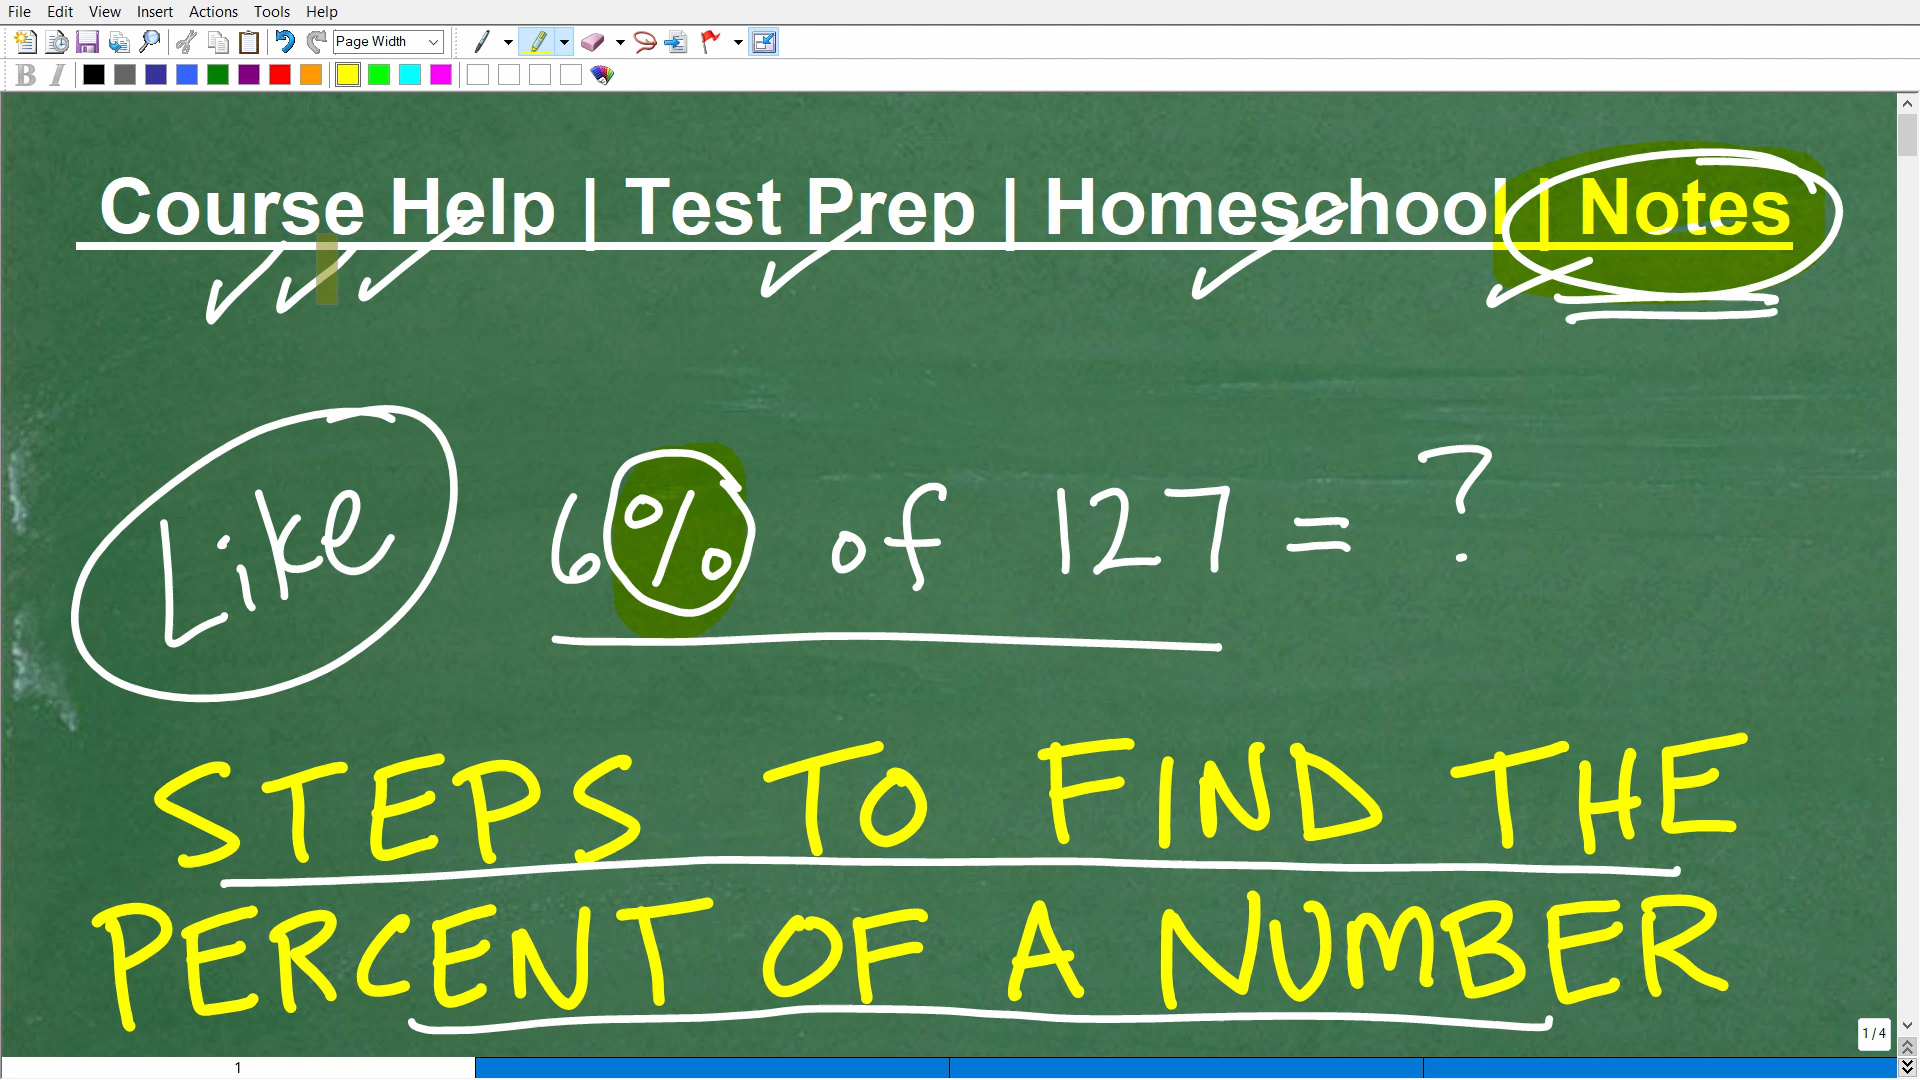 File Edit View Insert Actions Tools Help
Page Width
B I
Course Help | Test Prep | Homeschool | Notes
Like
6% of 127 = ?
STEPS TO FIND THE
PERCENT OF A NUMBER
1 / 4
1